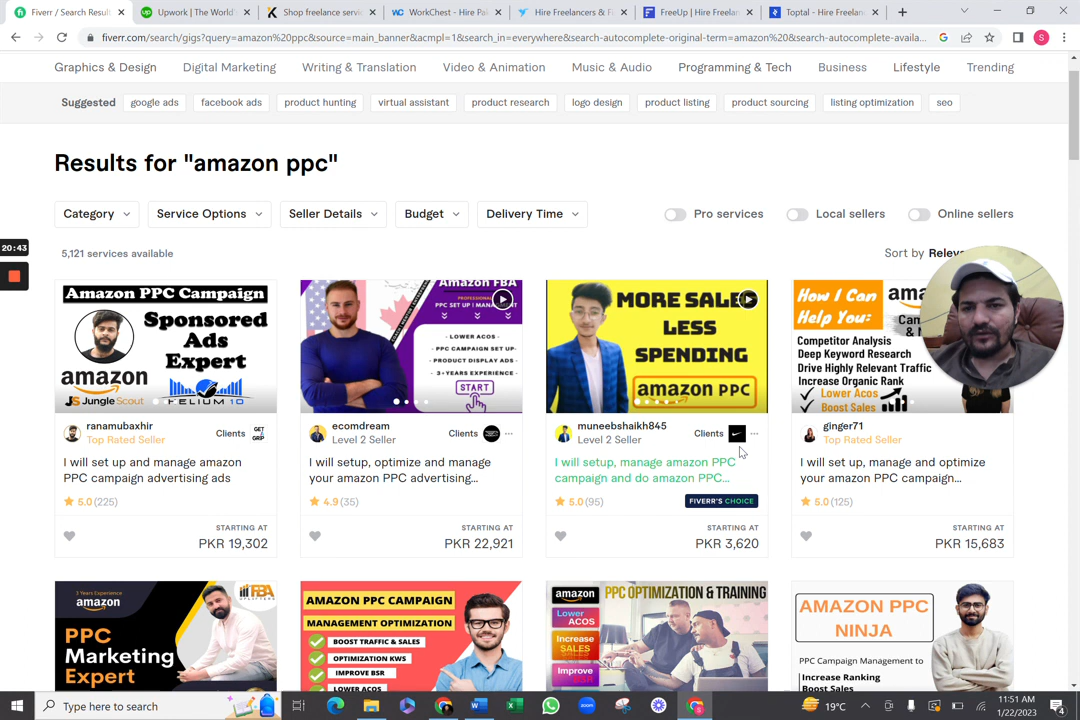 Fiverr / Search Result
Upwork | The World'
Shop freelance servic
WorkChest - Hire Pak
Hire Freelancers & F
FreeUp | Hire Freelan
Toptal - Hire Freelan
fiverr.com/search/gigs?query=amazon%20ppc&source=main_banner&acmpl=1&search_in=everywhere&search-autocomplete-original-term=amazon%20&search-autocomplete-availa...
S
Graphics & Design
Digital Marketing
Writing & Translation
Video & Animation
Music & Audio
Programming & Tech
Business
Lifestyle
Trending
Suggested
google ads
facebook ads
product hunting
virtual assistant
product research
logo design
product listing
product sourcing
listing optimization
seo
Results for "amazon ppc"
Category
Service Options
Seller Details
Budget
Delivery Time
Pro services
Local sellers
Online sellers
20:43
5,121 services available
Sort by Releva
Amazon PPC Campaign
Sponsored
Ads
Expert
amazon
JS JungleScout
HELIUM 10
ranamubaxhir
Top Rated Seller
Clients
GET
GRIP
I will set up and manage amazon
PPC campaign advertising ads
5.0 (225)
STARTING AT
PKR 19,302
Amazon FBA
PROFESSIONAL
PPC SET UP / MANAGEMENT
- LOWER ACOS -
- PPC CAMPAIGN SET-UP -
- PRODUCT DISPLAY ADS -
- 3+YEARS EXPERIENCE -
START
ecomdream
Level 2 Seller
Clients
I will setup, optimize and manage
your amazon PPC advertising...
4.9 (35)
STARTING AT
PKR 22,921
MORE SALES
LESS
SPENDING
amazon PPC
muneebshaikh845
Level 2 Seller
Clients
I will setup, manage amazon PPC
campaign and do amazon PPC...
5.0 (95)
FIVERR'S CHOICE
STARTING AT
PKR 3,620
How I Can
Help You:
amaz
Cam
& M
Competitor Analysis
Deep Keyword Research
Drive Highly Relevant Traffic
Increase Organic Rank
Lower Acos
Boost Sales
ginger71
Top Rated Seller
I will setup, manage and optimize
your amazon PPC campaign...
5.0 (125)
STARTING AT
PKR 15,683
3 Years Experience
amazon
FBA
PPC
Marketing
Expert
AMAZON PPC CAMPAIGN
MANAGEMENT OPTIMIZATION
BOOST TRAFFIC & SALES
OPTIMIZATION KWS
IMPROVE BSR
LOWER ACOS
amazon
PPC OPTIMIZATION & TRAINING
Lower
ACOS
Increase
SALES
Improve
BSR
AMAZON PPC
NINJA
PPC Campaign Management to
Increase Ranking
Boost Sales
Type here to search
19°C
11:51 AM
1/22/2023
4